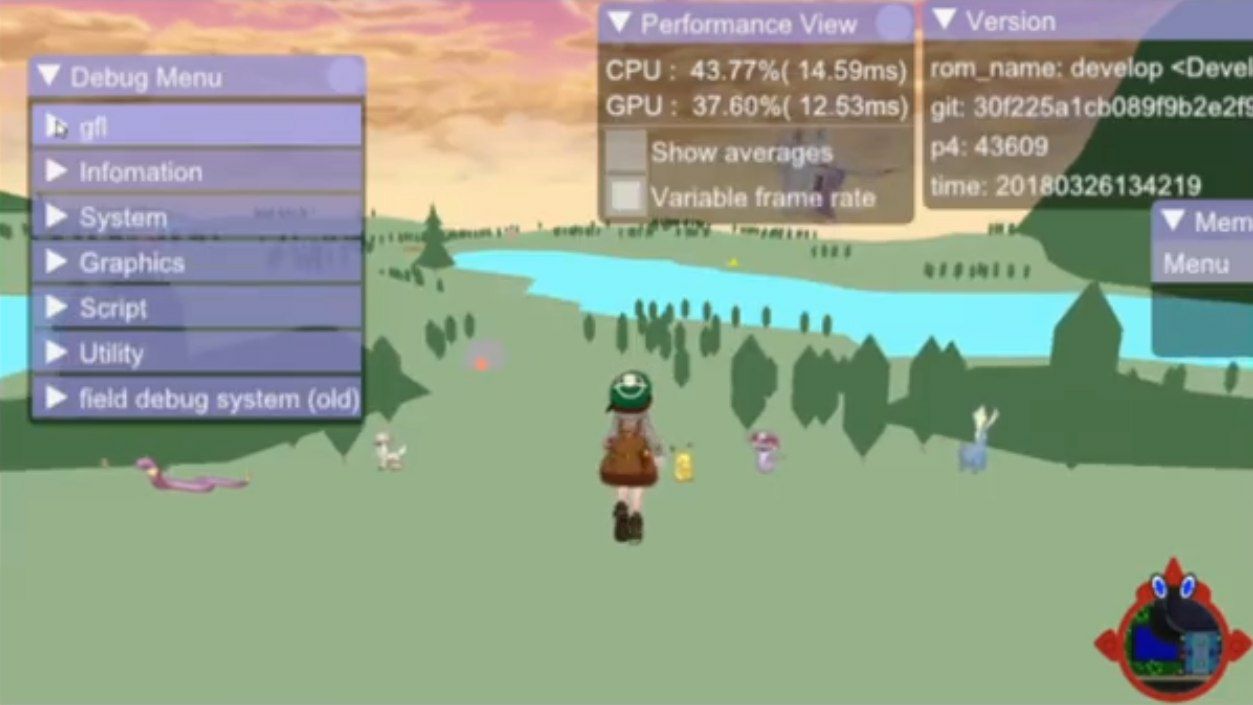 Debug Menu
gfl
Infomation
System
Graphics
Script
Utility
field debug system (old)
Performance View
CPU : 43.77%( 14.59ms)
GPU : 37.60%( 12.53ms)
Show averages
Variable frame rate
Version
rom_name: develop <Devel
git: 30f225a1cb089f9b2e2f9
p4: 43609
time: 20180326134219
Mem
Menu